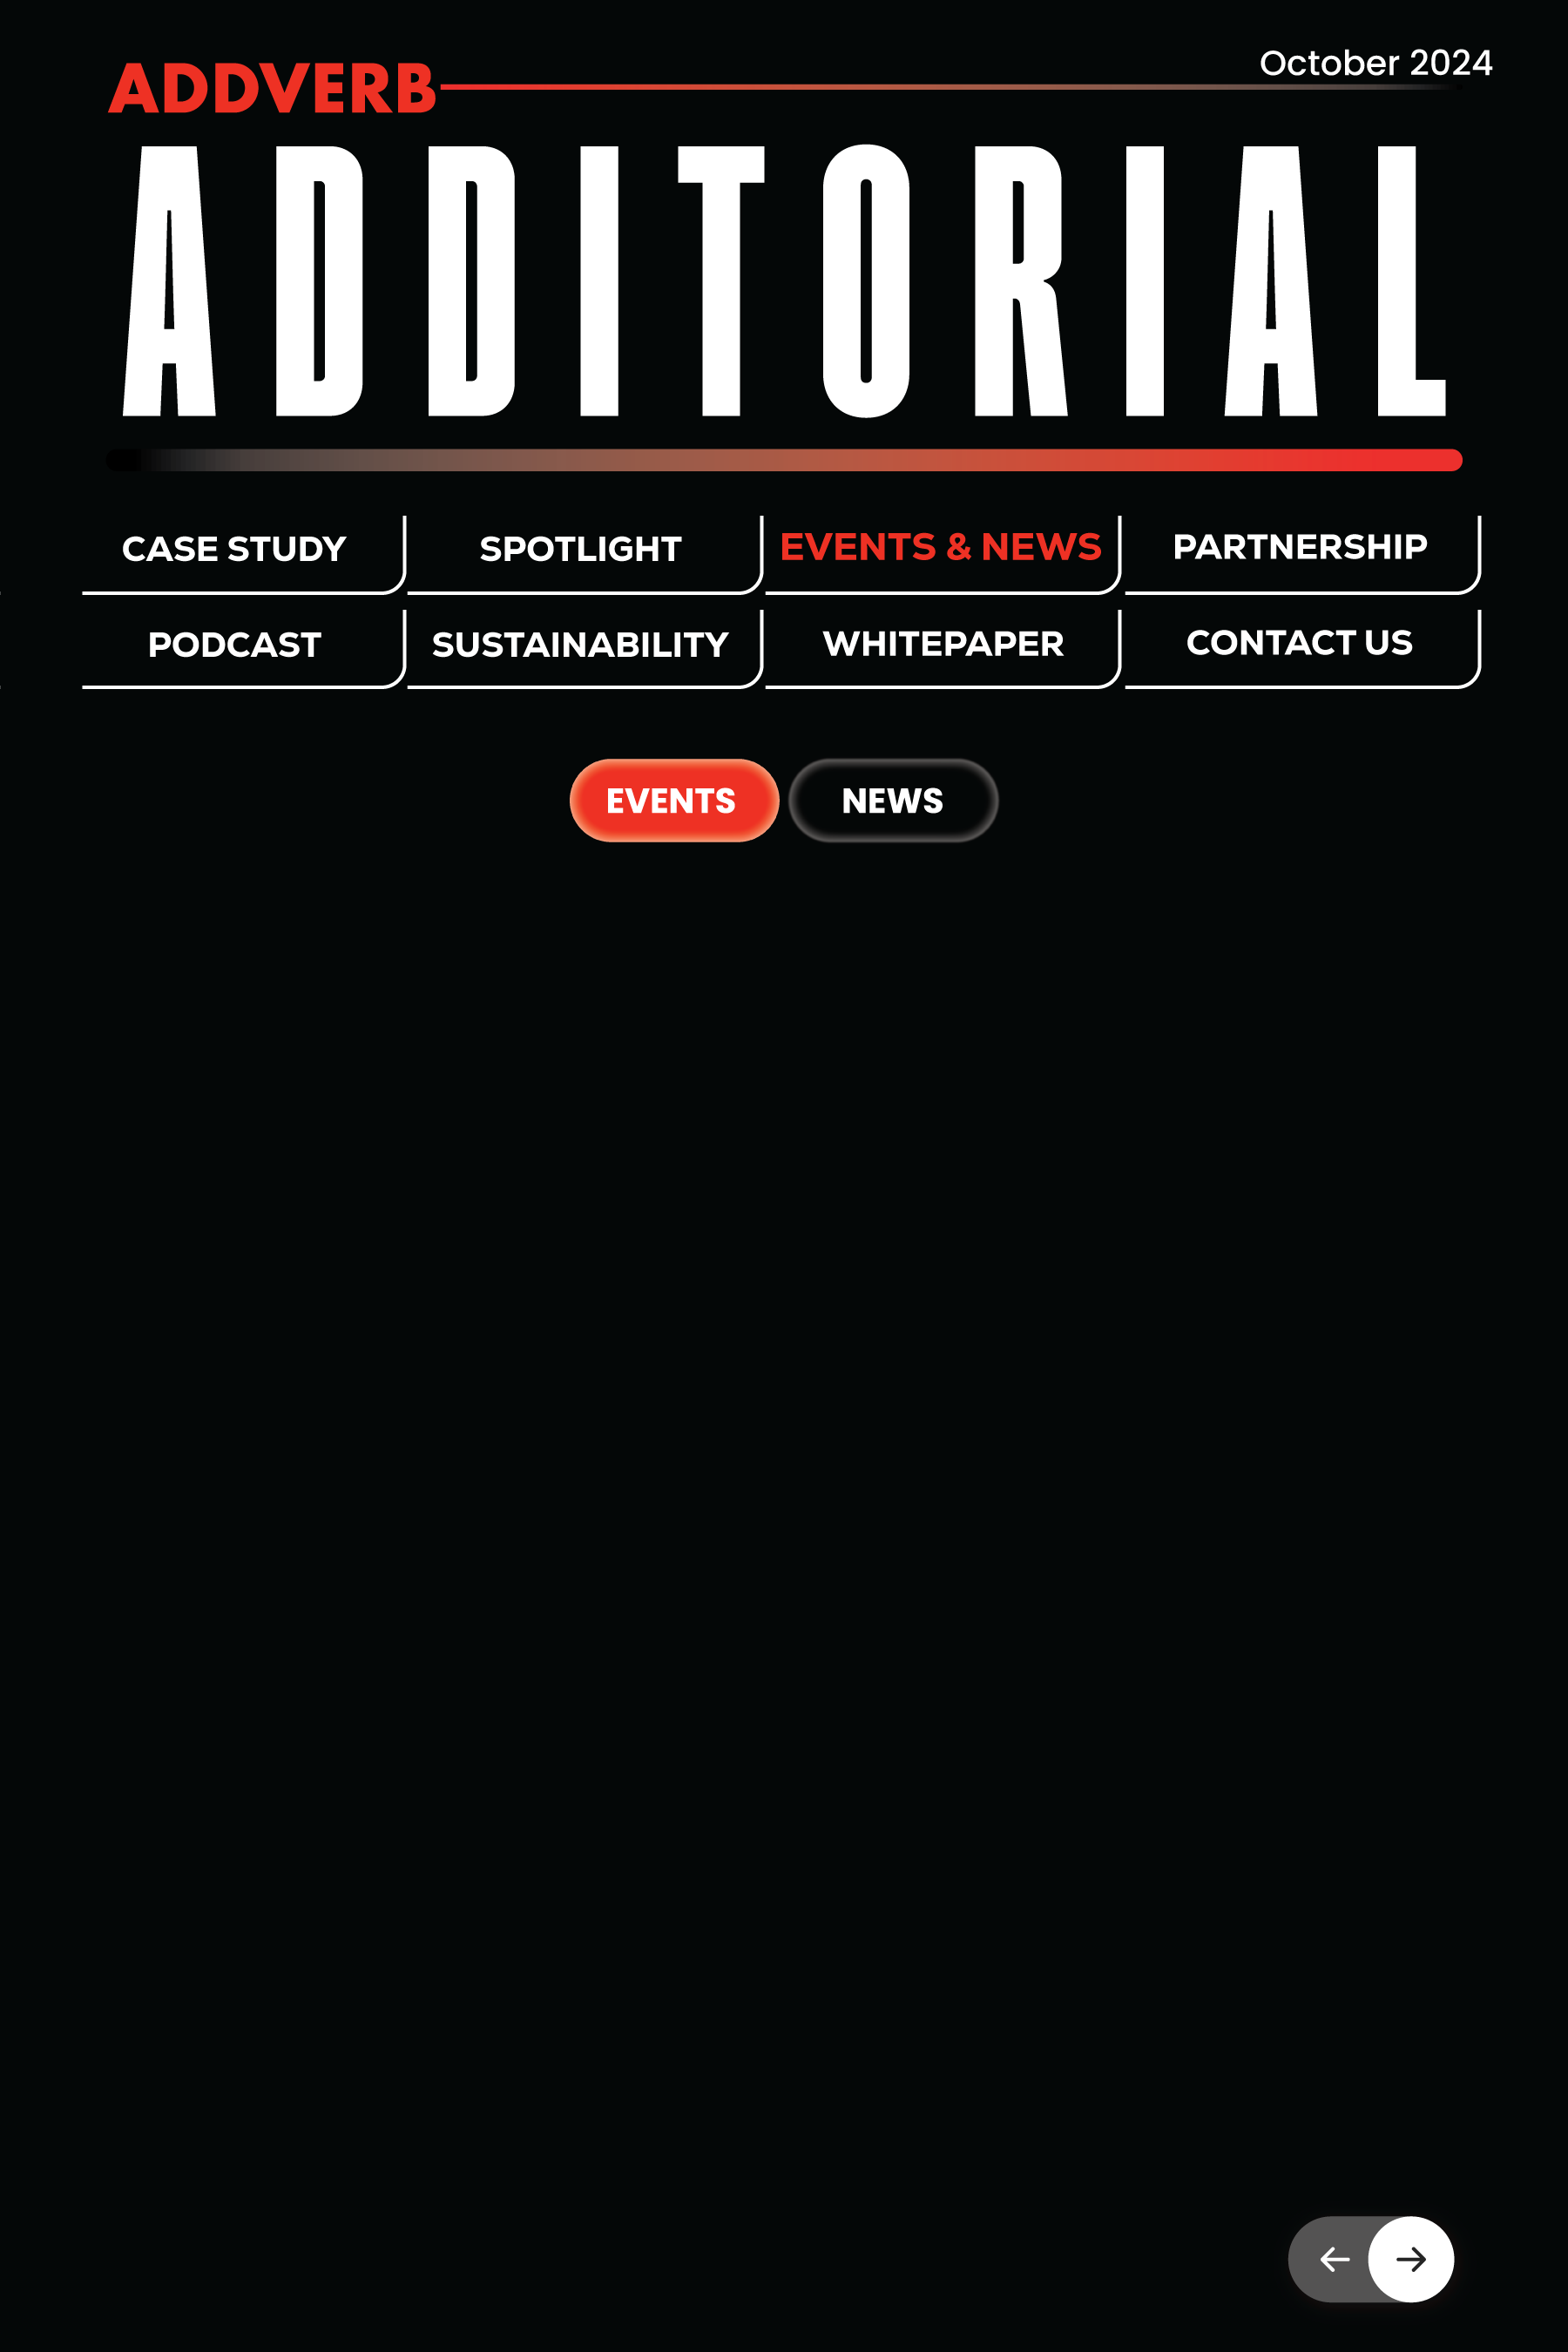 ADDVERB
October 2024
ADDITORIAL
CASE STUDY
SPOTLIGHT
EVENTS & NEWS
PARTNERSHIP
PODCAST
SUSTAINABILITY
WHITEPAPER
CONTACT US
EVENTS
NEWS